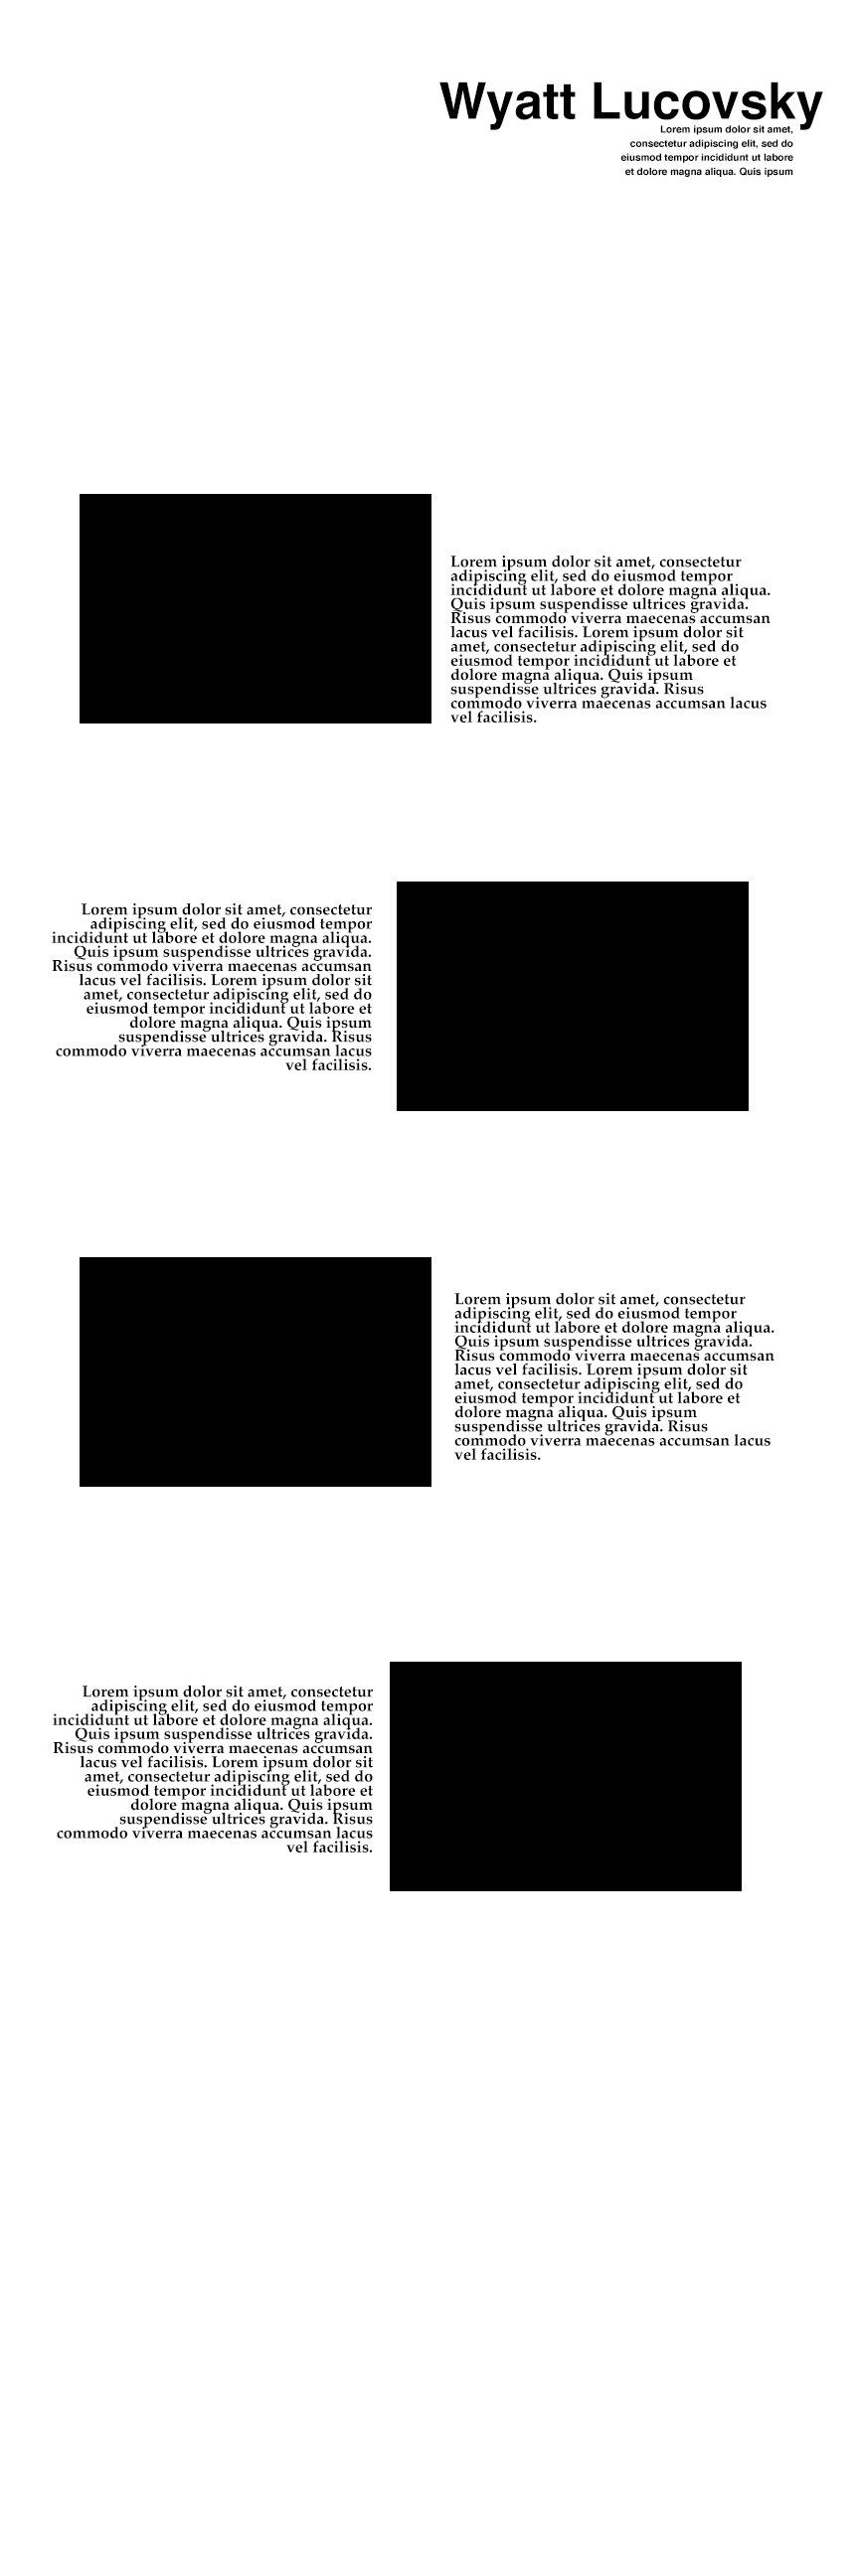 Wyatt Lucovsky
Lorem ipsum dolor sit amet,
consectetur adipiscing elit, sed do
eiusmod tempor incididunt ut labore
et dolore magna aliqua. Quis ipsum
Lorem ipsum dolor sit amet, consectetur
adipiscing elit, sed do eiusmod tempor
incididunt ut labore et dolore magna aliqua.
Quis ipsum suspendisse ultrices gravida.
Risus commodo viverra maecenas accumsan
lacus vel facilisis. Lorem ipsum dolor sit
amet, consectetur adipiscing elit, sed do
eiusmod tempor incididunt ut labore et
dolore magna aliqua. Quis ipsum
suspendisse ultrices gravida. Risus
commodo viverra maecenas accumsan lacus
vel facilisis.
Lorem ipsum dolor sit amet, consectetur
adipiscing elit, sed do eiusmod tempor
incididunt ut labore et dolore magna aliqua.
Quis ipsum suspendisse ultrices gravida.
Risus commodo viverra maecenas accumsan
lacus vel facilisis. Lorem ipsum dolor sit
amet, consectetur adipiscing elit, sed do
eiusmod tempor incididunt ut labore et
dolore magna aliqua. Quis ipsum
suspendisse ultrices gravida. Risus
commodo viverra maecenas accumsan lacus
vel facilisis.
Lorem ipsum dolor sit amet, consectetur
adipiscing elit, sed do eiusmod tempor
incididunt ut labore et dolore magna aliqua.
Quis ipsum suspendisse ultrices gravida.
Risus commodo viverra maecenas accumsan
lacus vel facilisis. Lorem ipsum dolor sit
amet, consectetur adipiscing elit, sed do
eiusmod tempor incididunt ut labore et
dolore magna aliqua. Quis ipsum
suspendisse ultrices gravida. Risus
commodo viverra maecenas accumsan lacus
vel facilisis.
Lorem ipsum dolor sit amet, consectetur
adipiscing elit, sed do eiusmod tempor
incididunt ut labore et dolore magna aliqua.
Quis ipsum suspendisse ultrices gravida.
Risus commodo viverra maecenas accumsan
lacus vel facilisis. Lorem ipsum dolor sit
amet, consectetur adipiscing elit, sed do
eiusmod tempor incididunt ut labore et
dolore magna aliqua. Quis ipsum
suspendisse ultrices gravida. Risus
commodo viverra maecenas accumsan lacus
vel facilisis.